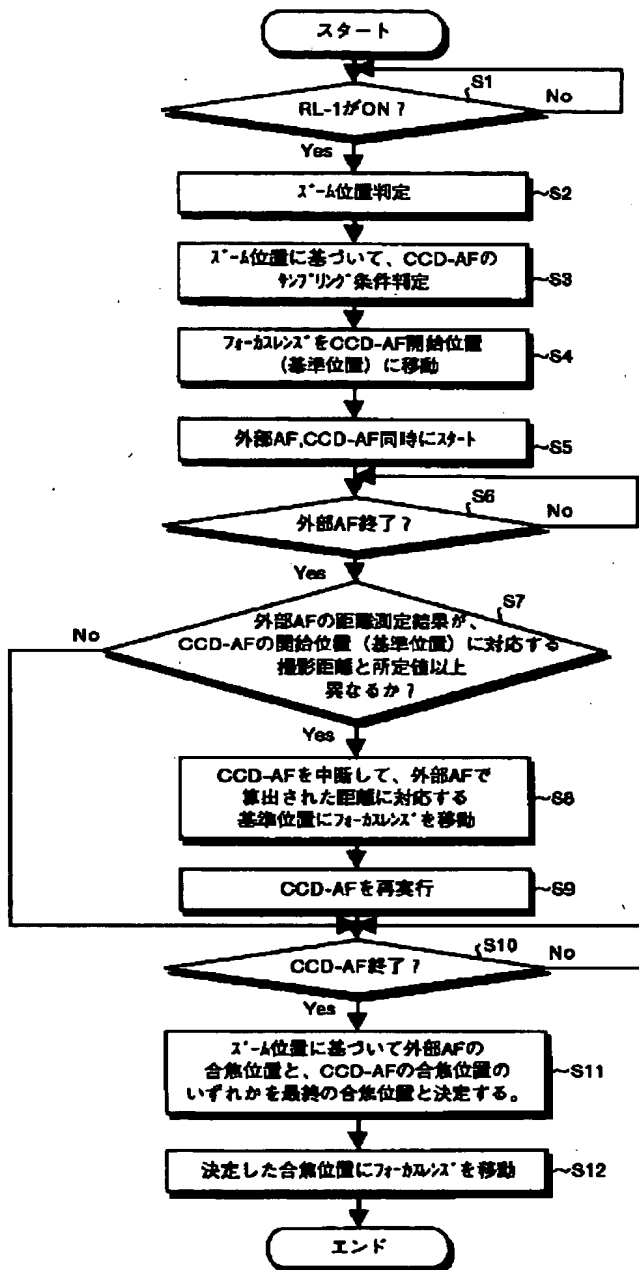 スタート
S1
RL-1がON？
No
Yes
ズーム位置判定
S2
ズーム位置に基づいて、CCD-AFの
サンプリング条件判定
S3
フォーカスレンズをCCD-AF開始位置
（基準位置）に移動
S4
外部AF,CCD-AF同時にスタート
S5
S6
外部AF終了？
No
Yes
S7
No
外部AFの距離測定結果が、
CCD-AFの開始位置（基準位置）に対応する
撮影距離と所定値以上
異なるか？
Yes
CCD-AFを中断して、外部AFで
算出された距離に対応する
基準位置にフォーカスレンズを移動
S8
CCD-AFを再実行
S9
S10
CCD-AF終了？
No
Yes
ズーム位置に基づいて外部AFの
合焦位置と、CCD-AFの合焦位置の
いずれかを最終の合焦位置と決定する。
S11
決定した合焦位置にフォーカスレンズを移動
S12
エンド